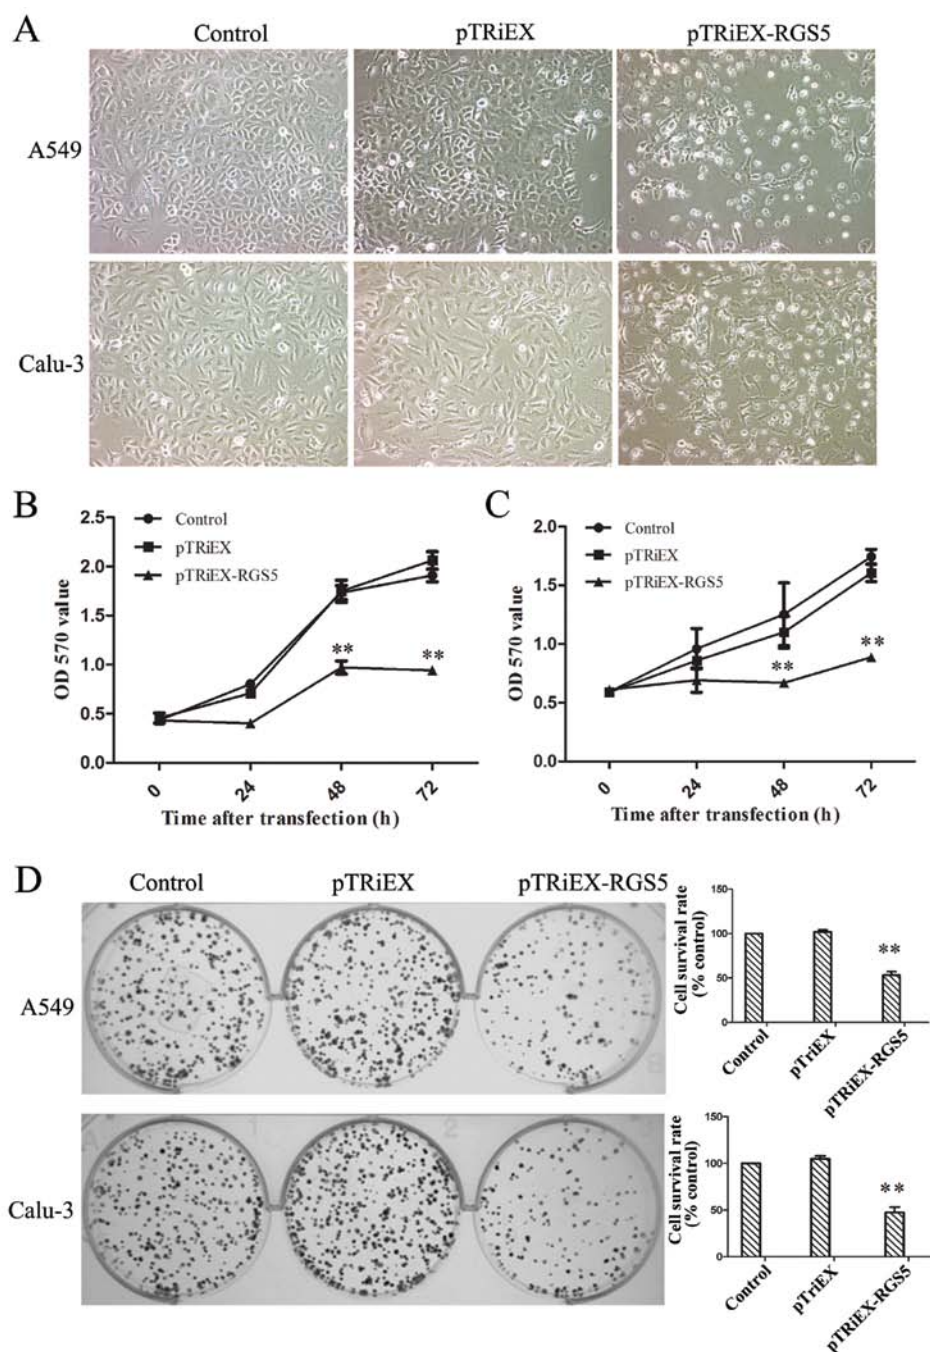 A
Control pTRiEX pTRiEX-RGS5
A549
Calu-3
B
2.5
2.0
1.5
1.0
0.5
0.0
OD 570 value
Control
pTRiEX
pTRiEX-RGS5
**
**
0 24 48 72
Time after transfection (h)
C
2.0
1.5
1.0
0.5
0.0
OD 570 value
Control
pTRiEX
pTRiEX-RGS5
**
**
0 24 48 72
Time after transfection (h)
D
Control pTRiEX pTRiEX-RGS5
A549
Calu-3
Cell survival rate
(% control)
150
100
50
0
**
Control pTriEX pTRiEX-RGS5
Cell survival rate
(% control)
150
100
50
0
**
Control pTriEX pTRiEX-RGS5